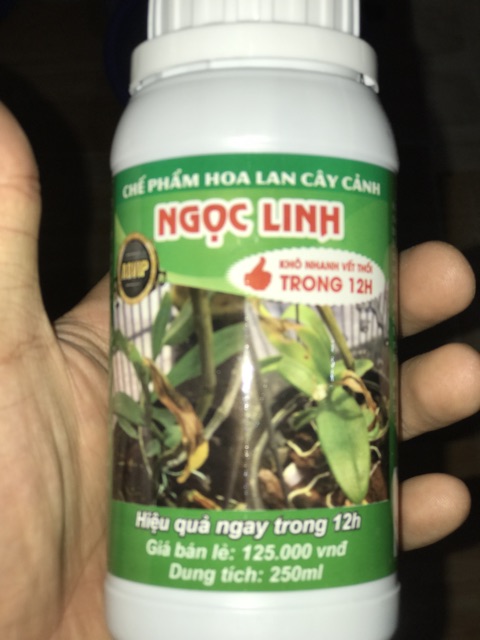 CHẾ PHẨM HOA LAN CÂY CẢNH
NGỌC LINH
KHÔ NHANH VẾT THỐI
TRONG 12H
Hiệu quả ngay trong 12h
Giá bán lẻ: 125.000 vnđ
Dung tích: 250ml